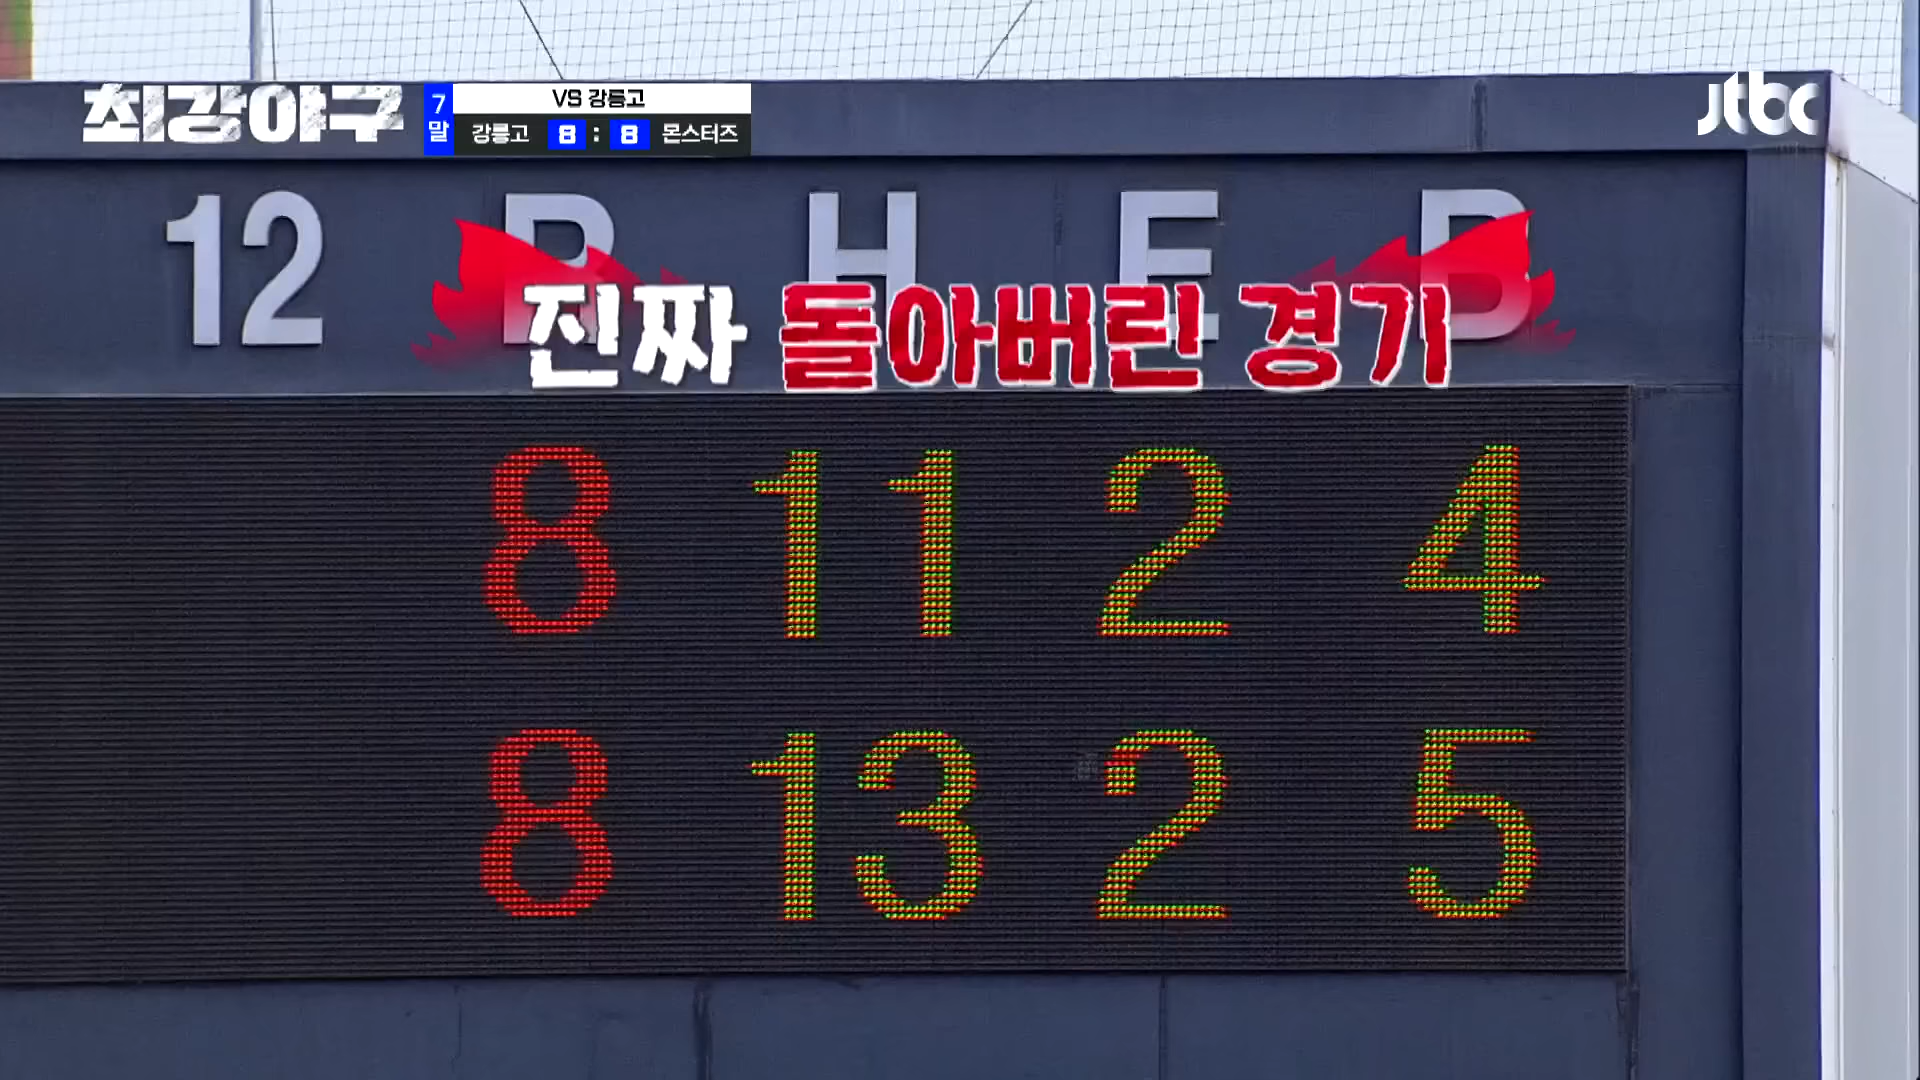 최강야구
7
말
VS 강릉고
강릉고 8 : 8 몬스터즈
jtbc
12 R H E B
진짜 돌아버린 경기
8 11 2 4
8 13 2 5